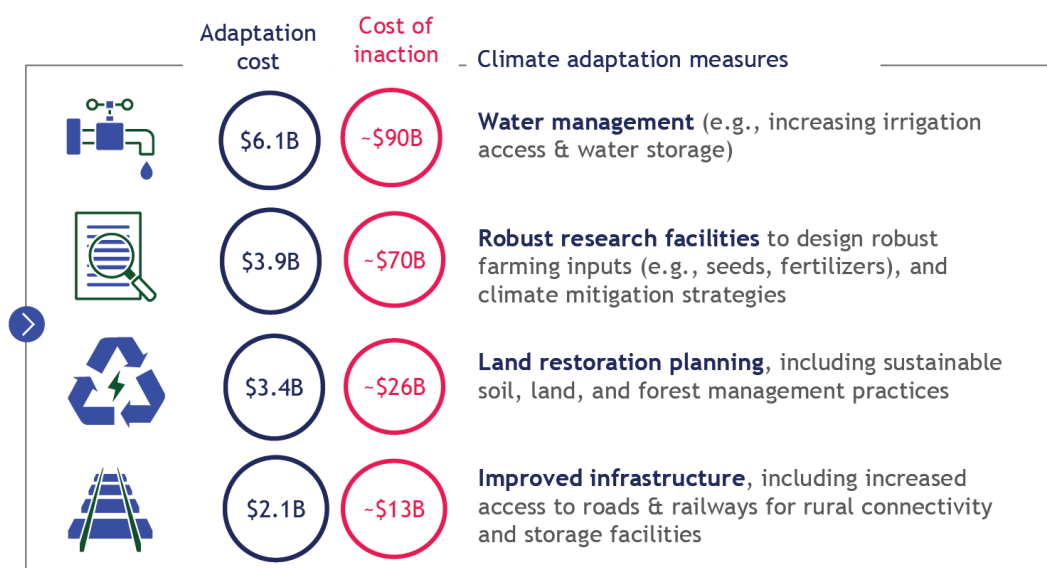 Adaptation cost
Cost of inaction
Climate adaptation measures
$6.1B
~$90B
Water management (e.g., increasing irrigation
access & water storage)
$3.9B
~$70B
Robust research facilities to design robust
farming inputs (e.g., seeds, fertilizers), and
climate mitigation strategies
$3.4B
~$26B
Land restoration planning, including sustainable
soil, land, and forest management practices
$2.1B
~$13B
Improved infrastructure, including increased
access to roads & railways for rural connectivity
and storage facilities